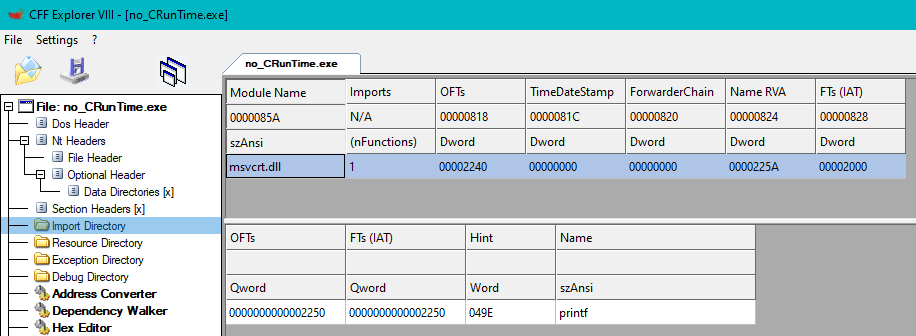 CFF Explorer VIII - [no_CRunTime.exe]
File Settings ?
no_CRunTime.exe
File: no_CRunTime.exe
Dos Header
Nt Headers
File Header
Optional Header
Data Directories [x]
Section Headers [x]
Import Directory
Resource Directory
Exception Directory
Debug Directory
Address Converter
Dependency Walker
Hex Editor
Module Name Imports OFTs TimeDateStamp ForwarderChain Name RVA FTs (IAT)
0000085A N/A 00000818 0000081C 00000820 00000824 00000828
szAnsi (nFunctions) Dword Dword Dword Dword Dword
msvcrt.dll 1 00002240 00000000 00000000 0000225A 00002000
OFTs FTs (IAT) Hint Name
Qword Qword Word szAnsi
0000000000002250 0000000000002250 049E printf